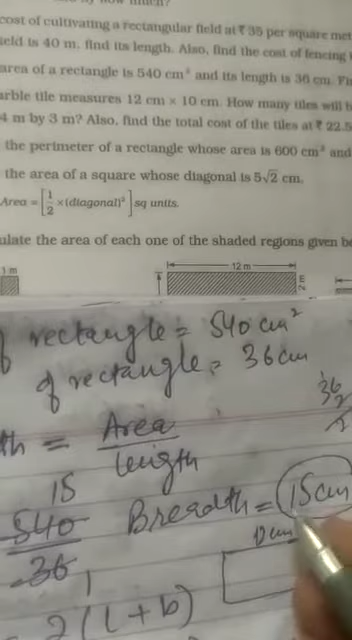 cost of cultivating a rectangular field at ₹ 35 per square met
ield is 40 m, find its length. Also, find the cost of fencing
area of a rectangle is 540 cm² and its length is 36 cm. Fi
arble tile measures 12 cm × 10 cm. How many tiles will b
4 m by 3 m? Also, find the total cost of the tiles at ₹ 22.5
the perimeter of a rectangle whose area is 600 cm² and
the area of a square whose diagonal is 5√2 cm.
Area = [1/2 × (diagonal)²] sq units.
ulate the area of each one of the shaded regions given be
1 m
12 m
2 m
f rectangle = 540 cm²
of rectangle = 36 cm
36
th = Area
length
15
540
36
Breadth = 15 cm
2 (l + b)